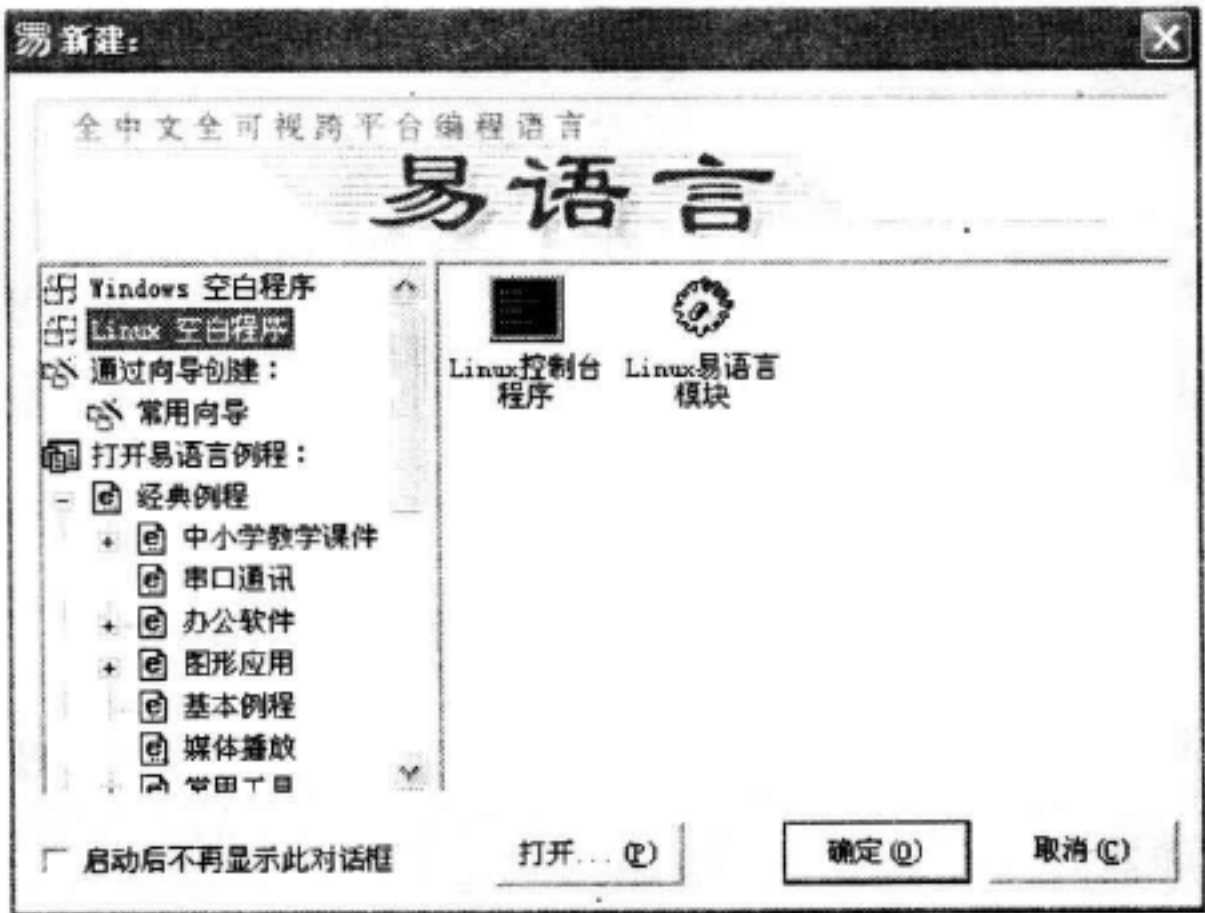 新建:
全中文全可视跨平台编程语言
易语言
Windows 空白程序
Linux 空白程序
通过向导创建:
常用向导
打开易语言例程:
经典例程
中小学教学课件
串口通讯
办公软件
图形应用
基本例程
媒体播放
常用工具
Linux控制台
程序
Linux易语言
模块
启动后不再显示此对话框
打开... (P)
确定(O)
取消(C)